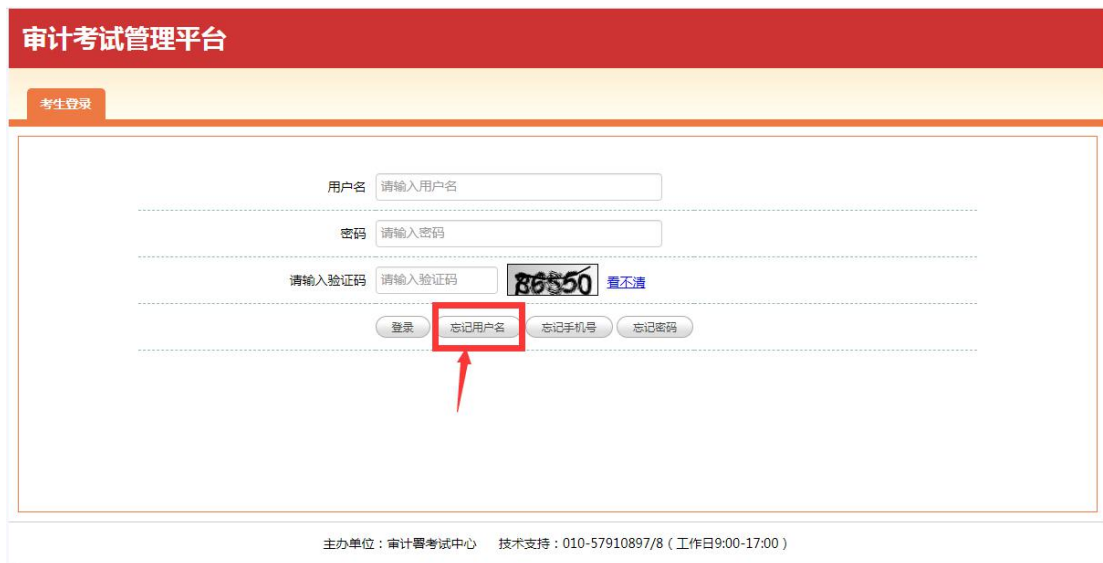 审计考试管理平台
考生登录
用户名 请输入用户名
密码 请输入密码
请输入验证码 请输入验证码 86550 看不清
登录 忘记用户名 忘记手机号 忘记密码
主办单位：审计署考试中心 技术支持：010-57910897/8（工作日9:00-17:00）